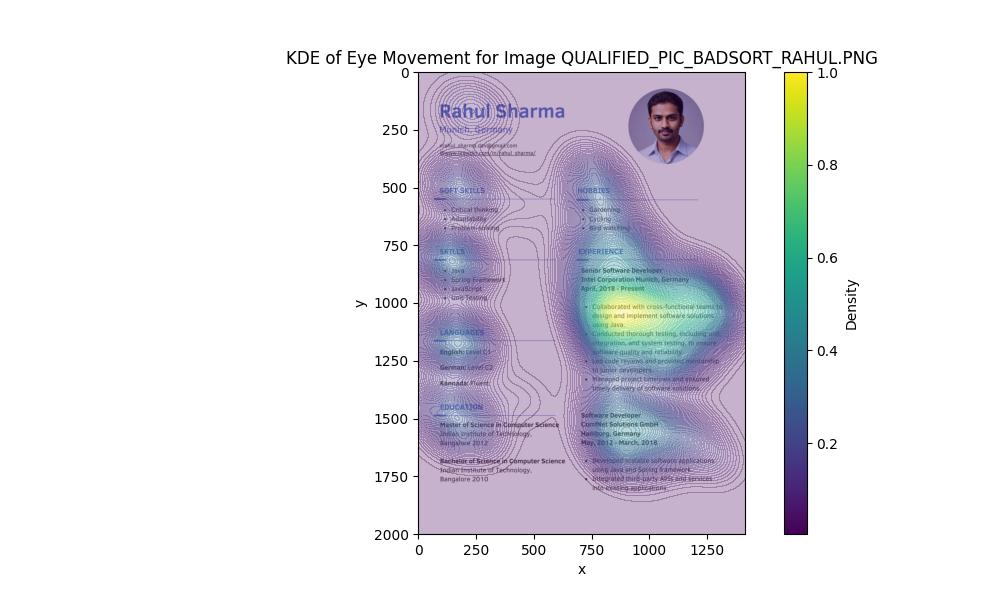 KDE of Eye Movement for Image QUALIFIED_PIC_BADSORT_RAHUL.PNG
Rahul Sharma
Munich, Germany
SOFT SKILLS
• Critical thinking
• Adaptability
• Problem-solving
SKILLS
• Java
• Spring Framework
• JavaScript
• Unit Testing
LANGUAGES
English: Level C1
German: Level C2
Kannada: Fluent
EDUCATION
Master of Science in Computer Science
Indian Institute of Technology,
Bangalore 2012
Bachelor of Science in Computer Science
Indian Institute of Technology,
Bangalore 2010
HOBBIES
• Gardening
• Cycling
• Bird watching
EXPERIENCE
Senior Software Developer
Intel Corporation Munich, Germany
April, 2018 - Present
• Collaborated with cross-functional teams to
design and implement software solutions
using Java.
• Conducted thorough testing, including unit,
integration, and system testing, to ensure
software quality and reliability.
• Led code reviews and provided mentorship
to junior developers.
• Managed project timelines and ensured
timely delivery of software solutions.
Software Developer
ComfNet Solutions GmbH
Hamburg, Germany
May, 2012 - March, 2018
• Developed scalable software applications
using Java and Spring framework.
• Integrated third-party APIs and services
into existing applications.
0
250
500
750
1000
1250
1500
1750
2000
y
0 250 500 750 1000 1250
x
1.0
0.8
0.6
0.4
0.2
Density